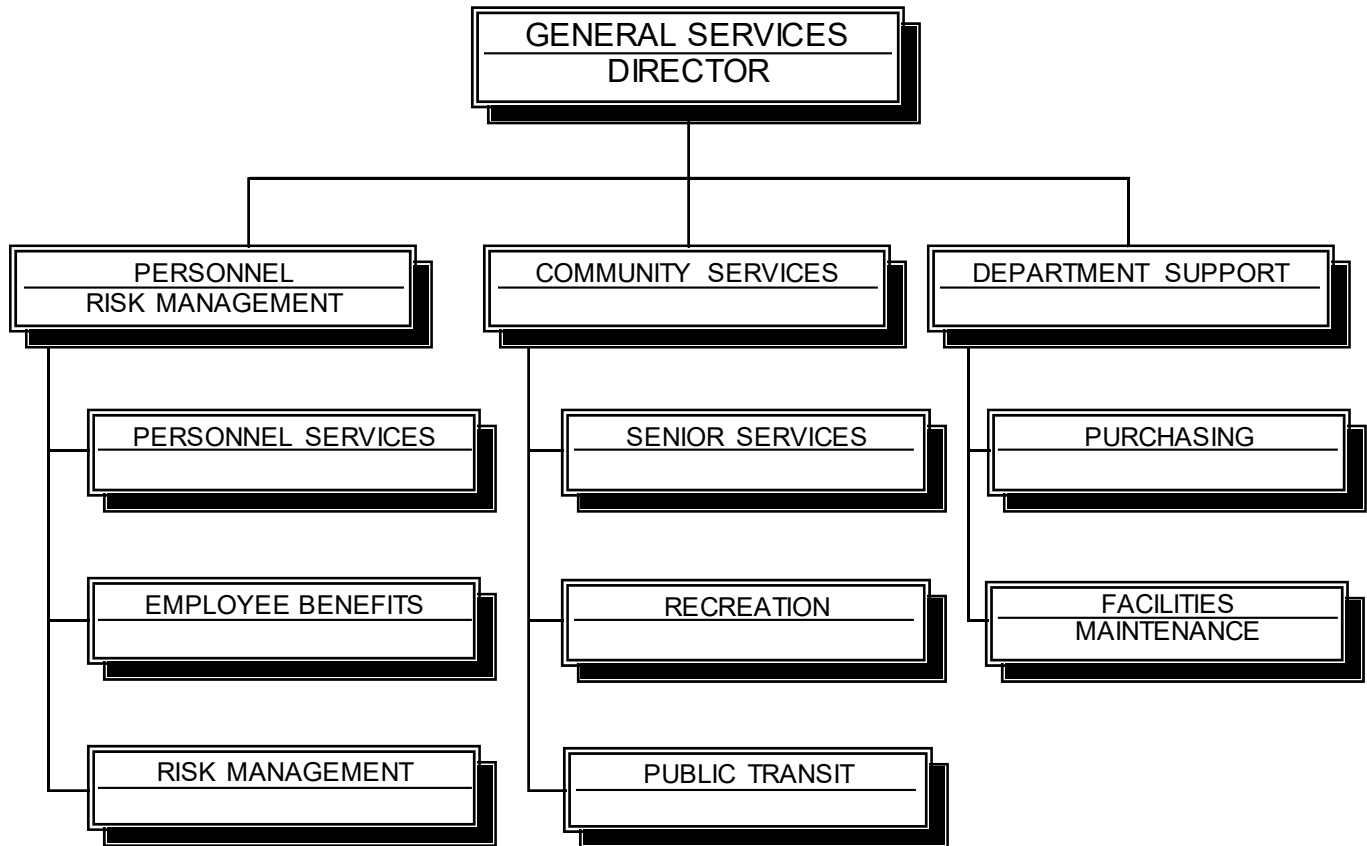 GENERAL SERVICES
DIRECTOR
PERSONNEL
RISK MANAGEMENT
COMMUNITY SERVICES
DEPARTMENT SUPPORT
PERSONNEL SERVICES
SENIOR SERVICES
PURCHASING
EMPLOYEE BENEFITS
RECREATION
FACILITIES
MAINTENANCE
RISK MANAGEMENT
PUBLIC TRANSIT